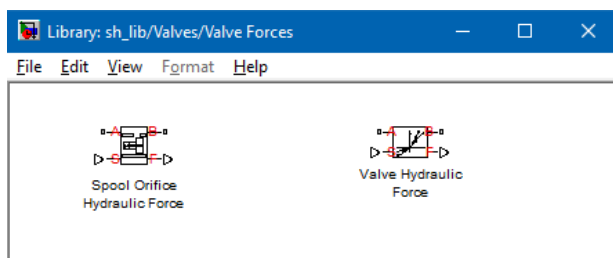 Library: sh_lib/Valves/Valve Forces
File Edit View Format Help
A B
S F
Spool Orifice
Hydraulic Force
A B
S F
Valve Hydraulic
Force